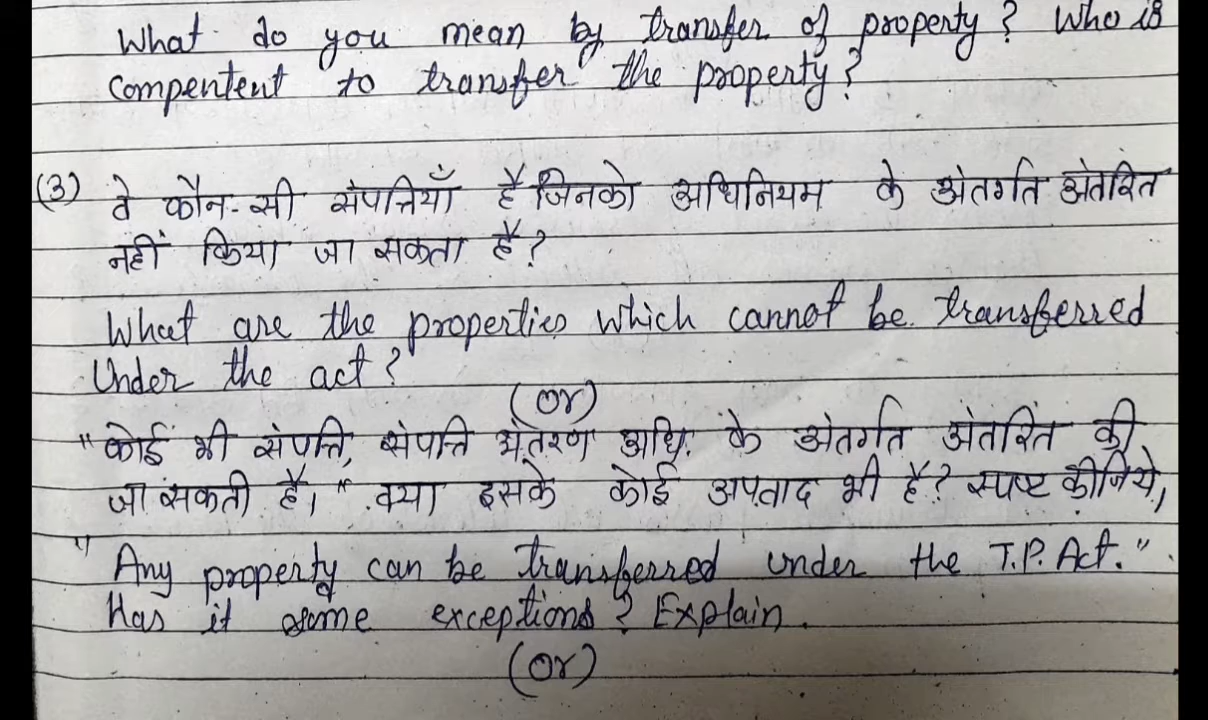 What do you mean by transfer of property? Who is
compentent to transfer the property?
(3) वे कौन-सी संपत्तियाँ हैं जिनको अधिनियम के अंतर्गत अंतरित
नहीं किया जा सकता है?
What are the properties which cannot be transferred
Under the act?
(or)
"कोई भी संपत्ति, संपत्ति अंतरण अधि. के अंतर्गत अंतरित की
जा सकती है।" क्या इसके कोई अपवाद भी है? स्पष्ट कीजिये,
"Any property can be transferred under the T.P. Act."
Has it some exceptions? Explain.
(or)